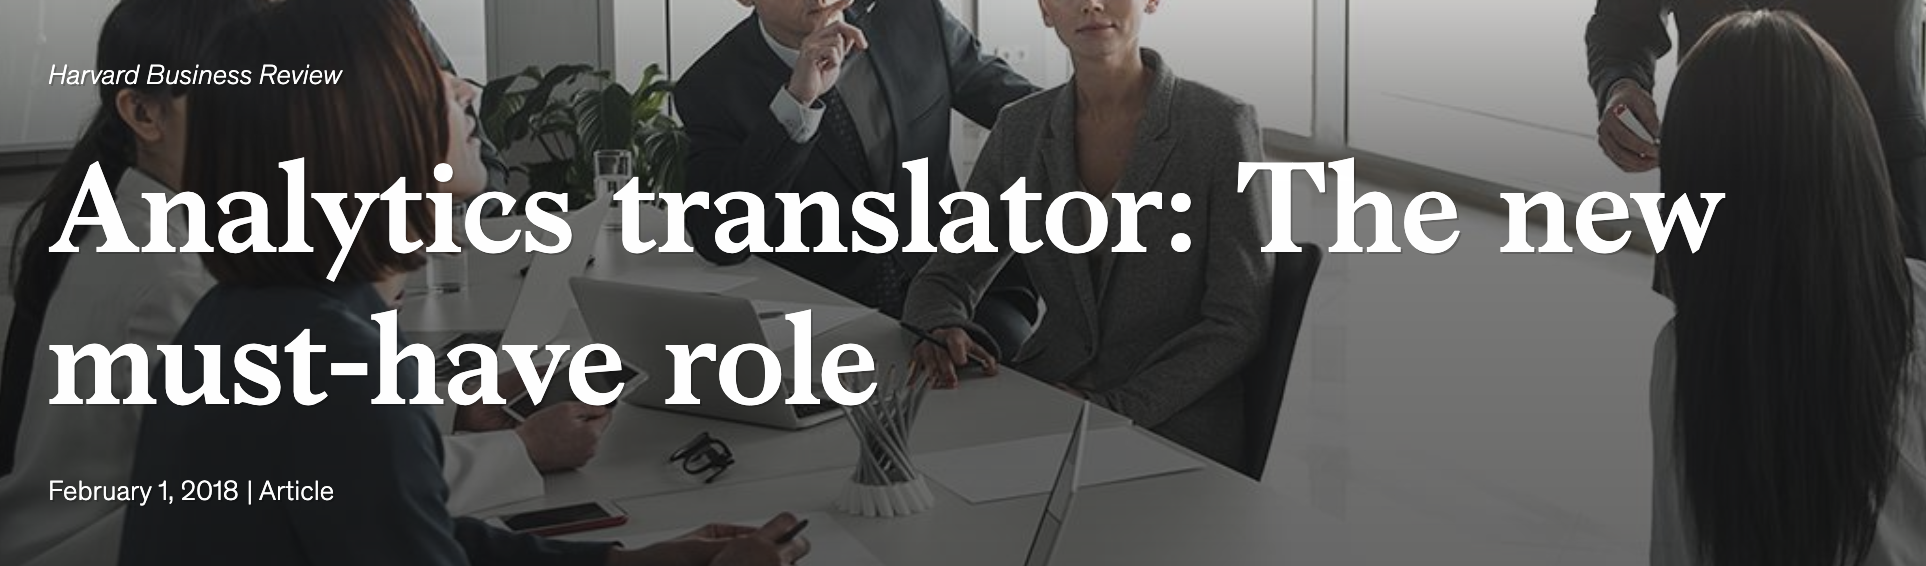 Harvard Business Review
Analytics translator: The new
must-have role
February 1, 2018 | Article